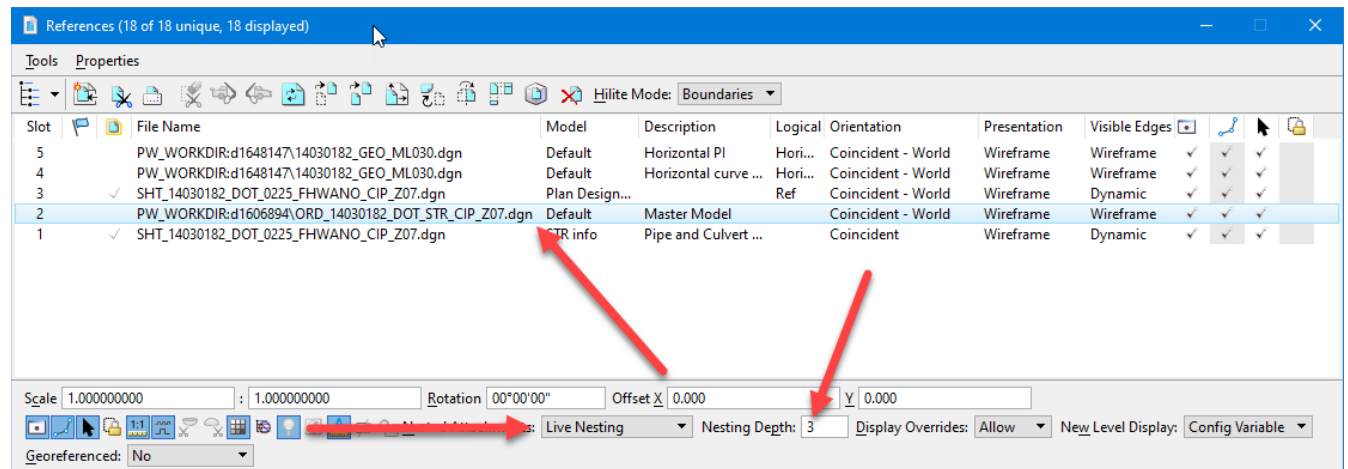 References (18 of 18 unique, 18 displayed)
Tools Properties
Hilite Mode: Boundaries
Slot File Name Model Description Logical Orientation Presentation Visible Edges
5 PW_WORKDIR:d1648147\14030182_GEO_ML030.dgn Default Horizontal PI Hori... Coincident - World Wireframe Wireframe
4 PW_WORKDIR:d1648147\14030182_GEO_ML030.dgn Default Horizontal curve ... Hori... Coincident - World Wireframe Wireframe
3 SHT_14030182_DOT_0225_FHWANO_CIP_Z07.dgn Plan Design... Ref Coincident - World Wireframe Dynamic
2 PW_WORKDIR:d1606894\ORD_14030182_DOT_STR_CIP_Z07.dgn Default Master Model Coincident - World Wireframe Wireframe
1 SHT_14030182_DOT_0225_FHWANO_CIP_Z07.dgn STR info Pipe and Culvert ... Coincident Wireframe Dynamic
Scale 1.000000000 : 1.000000000 Rotation 00°00'00" Offset X 0.000 Y 0.000
1:1 Live Nesting Nesting Depth: 3 Display Overrides: Allow New Level Display: Config Variable
Georeferenced: No